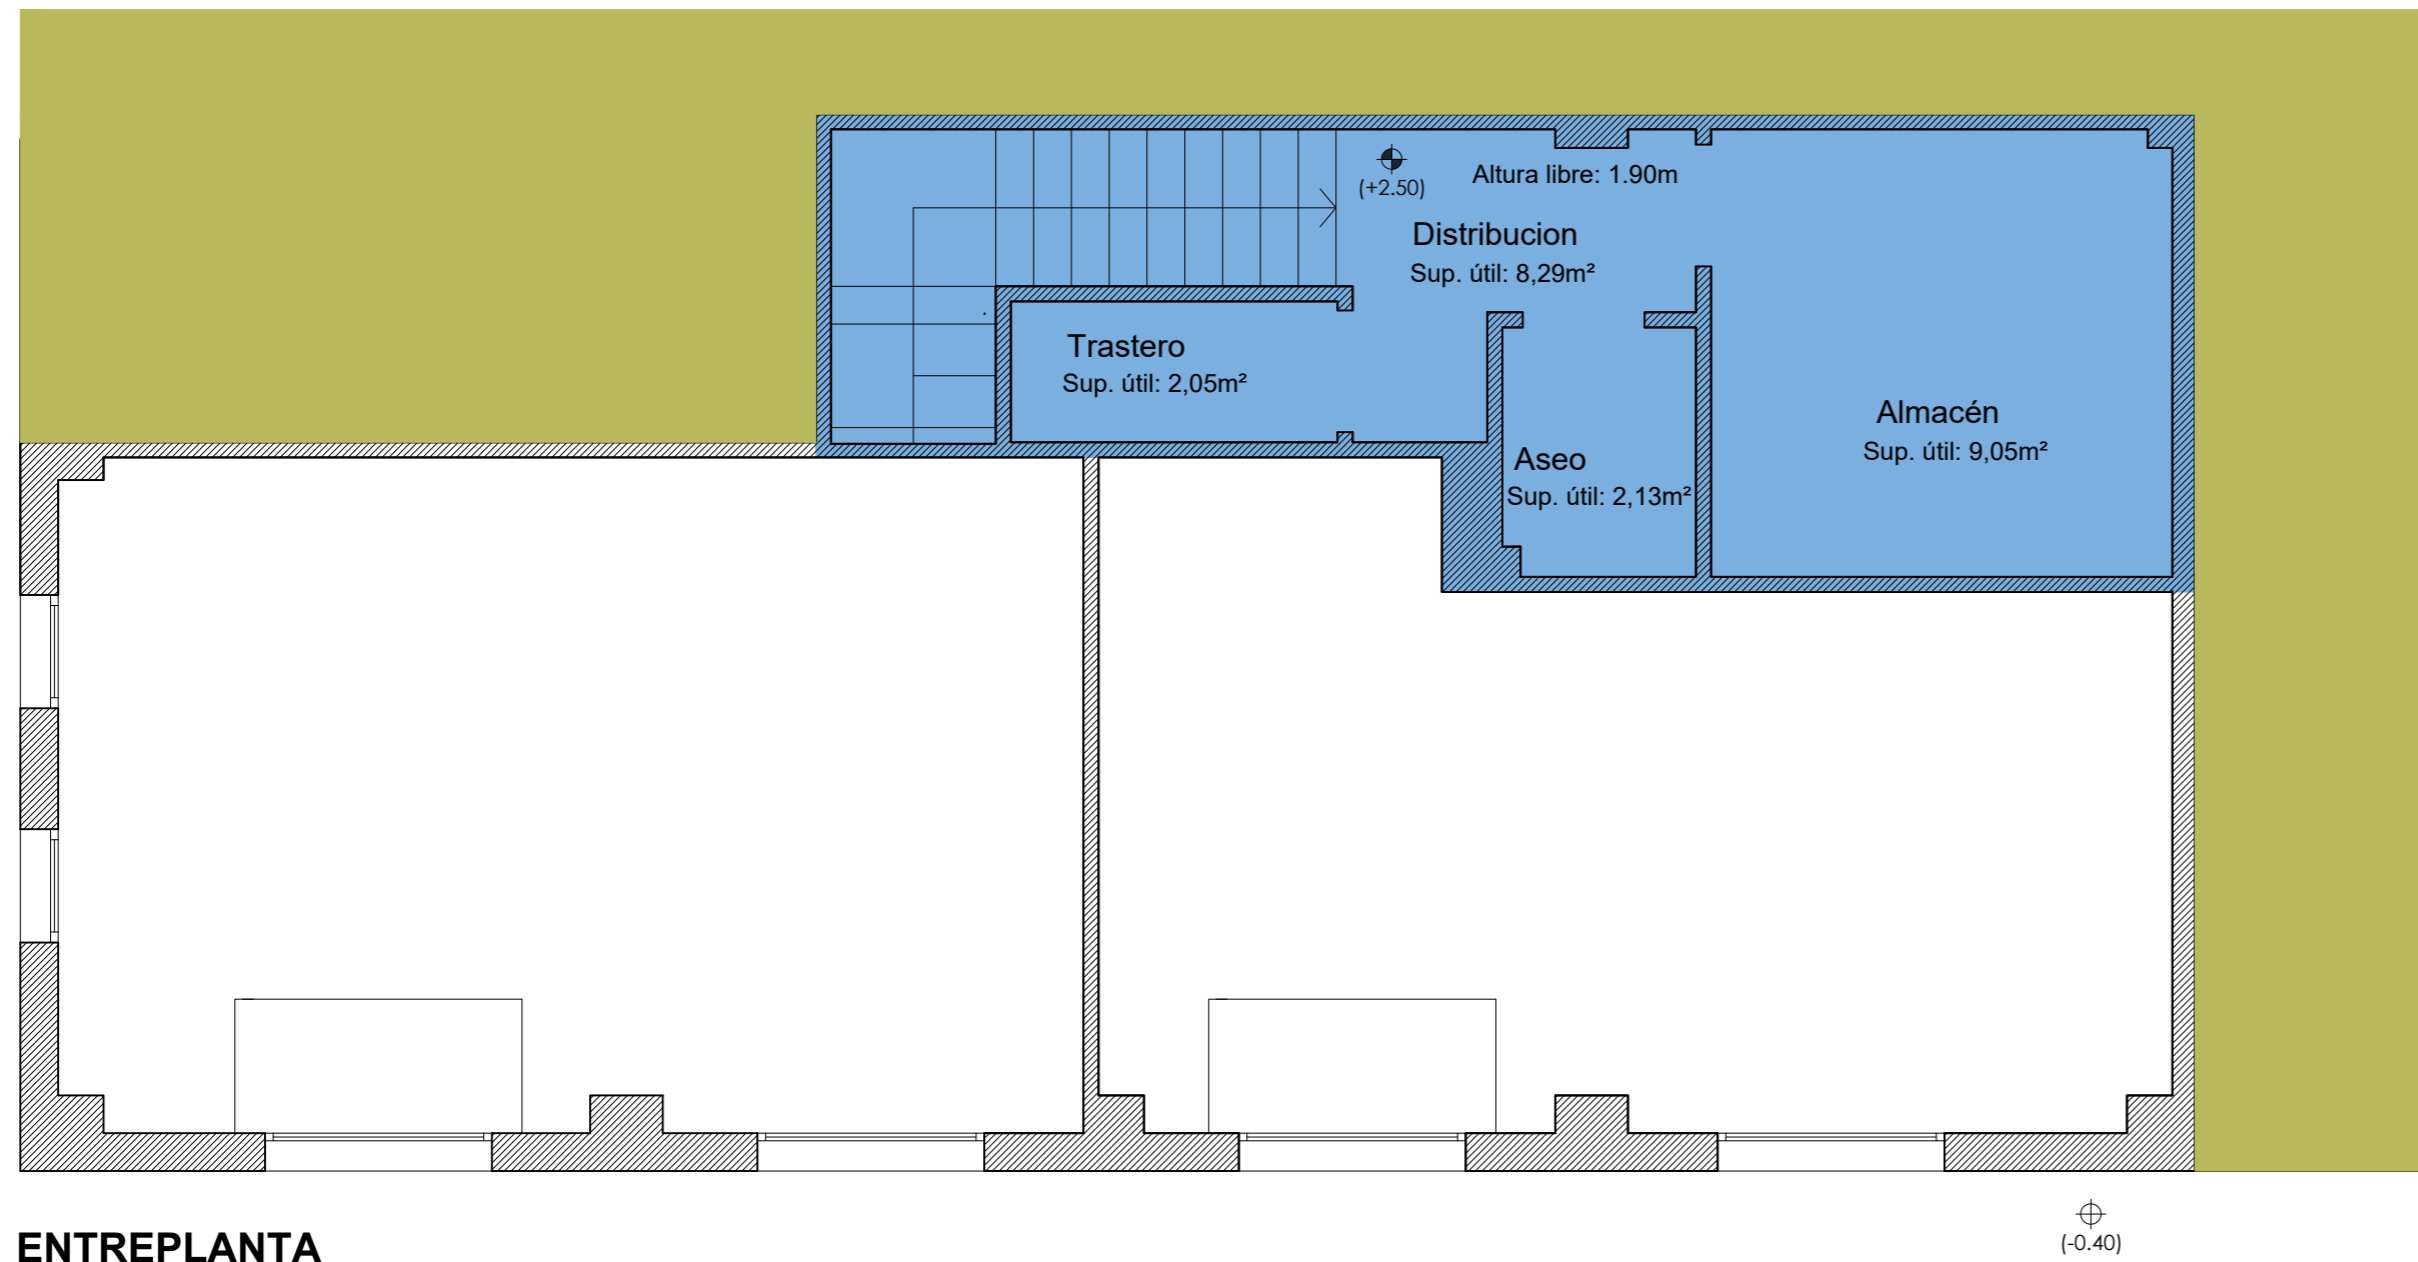 (+2.50)
Altura libre: 1.90m
Distribucion
Sup. útil: 8,29m²
Trastero
Sup. útil: 2,05m²
Almacén
Sup. útil: 9,05m²
Aseo
Sup. útil: 2,13m²
ENTREPLANTA
(-0.40)